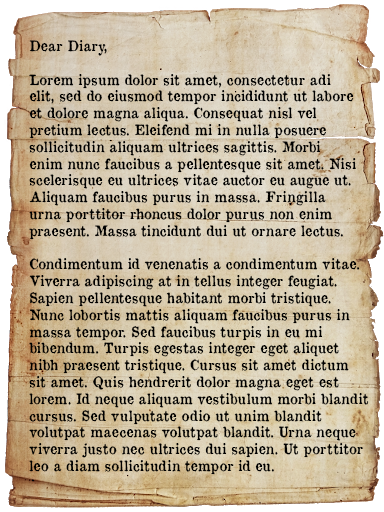 Dear Diary,
Lorem ipsum dolor sit amet, consectetur adi
elit, sed do eiusmod tempor incididunt ut labore
et dolore magna aliqua. Consequat nisl vel
pretium lectus. Eleifend mi in nulla posuere
sollicitudin aliquam ultrices sagittis. Morbi
enim nunc faucibus a pellentesque sit amet. Nisi
scelerisque eu ultrices vitae auctor eu augue ut.
Aliquam faucibus purus in massa. Fringilla
urna porttitor rhoncus dolor purus non enim
praesent. Massa tincidunt dui ut ornare lectus.
Condimentum id venenatis a condimentum vitae.
Viverra adipiscing at in tellus integer feugiat.
Sapien pellentesque habitant morbi tristique.
Nunc lobortis mattis aliquam faucibus purus in
massa tempor. Sed faucibus turpis in eu mi
bibendum. Turpis egestas integer eget aliquet
nibh praesent tristique. Cursus sit amet dictum
sit amet. Quis hendrerit dolor magna eget est
lorem. Id neque aliquam vestibulum morbi blandit
cursus. Sed vulputate odio ut unim blandit
volutpat maecenas volutpat blandit. Urna neque
viverra justo nec ultrices dui sapien. Ut porttitor
leo a diam sollicitudin tempor id eu.